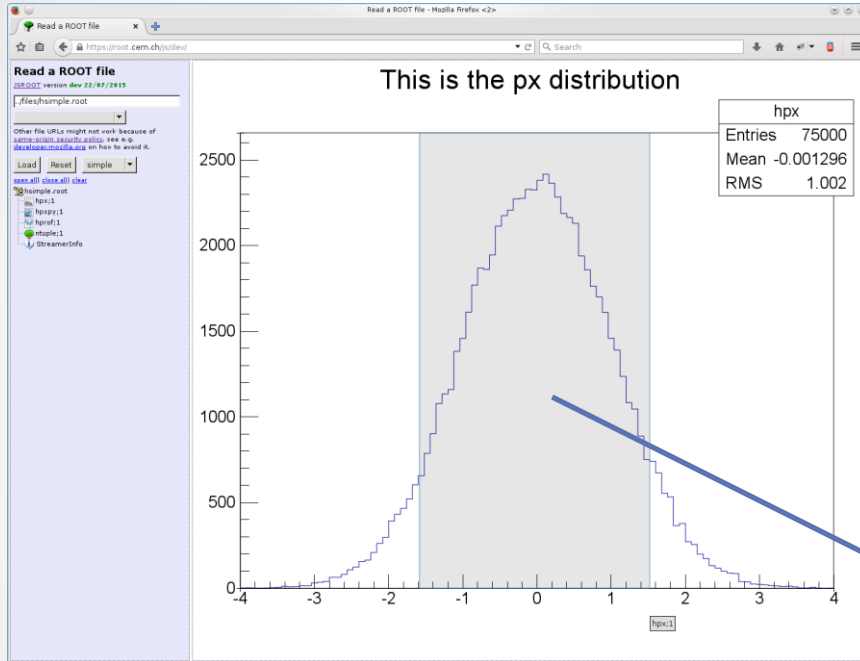 Read a ROOT file - Mozilla Firefox <2>
Read a ROOT file
https://root.cern.ch/js/dev/
Search
Read a ROOT file
JSROOT version dev 22/07/2015
../files/hsimple.root
Other file URLs might not work because of
same-origin security policy, see e.g.
developer.mozilla.org on how to avoid it.
Load Reset simple
open all| close all| clear
hsimple.root
hpx;1
hpxpy;1
hprof;1
ntuple;1
StreamerInfo
This is the px distribution
hpx
Entries 75000
Mean -0.001296
RMS 1.002
2500
2000
1500
1000
500
0
-4 -3 -2 -1 0 1 2 3 4
hpx;1